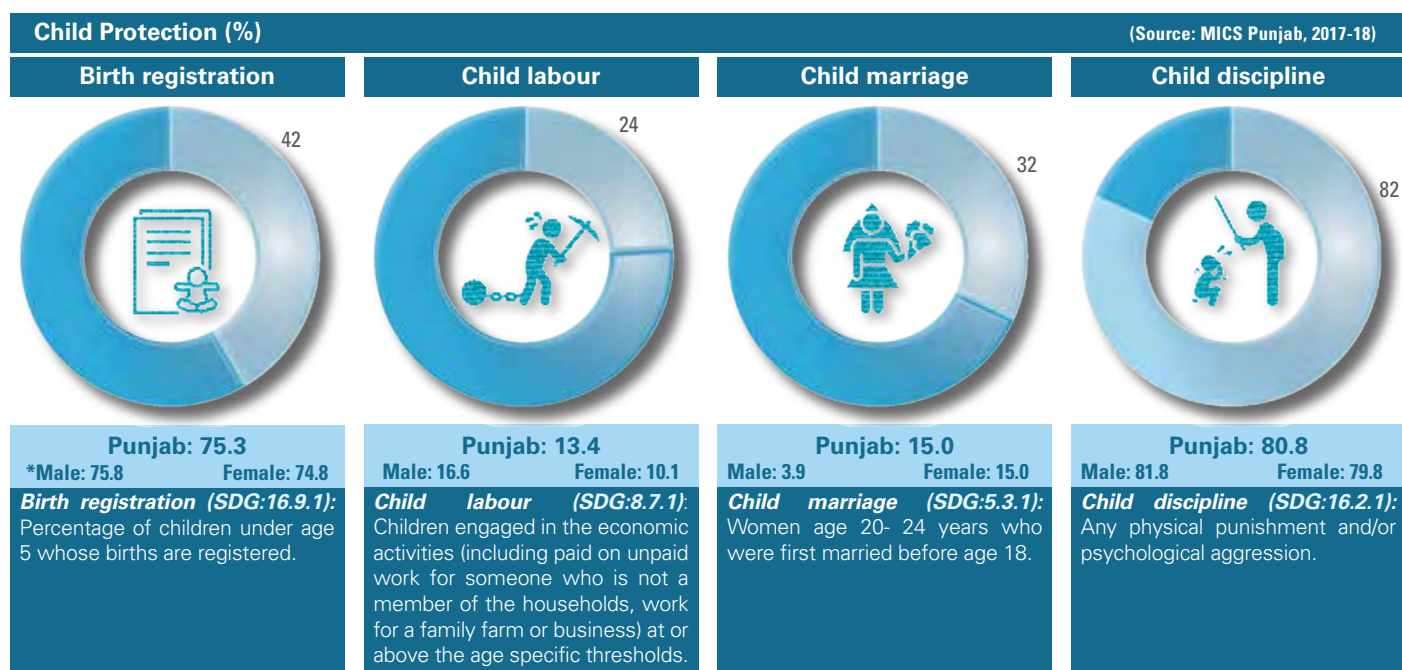 Child Protection (%)
(Source: MICS Punjab, 2017-18)
Birth registration
42
Punjab: 75.3
*Male: 75.8 Female: 74.8
Birth registration (SDG:16.9.1):
Percentage of children under age
5 whose births are registered.
Child labour
24
Punjab: 13.4
Male: 16.6 Female: 10.1
Child labour (SDG:8.7.1):
Children engaged in the economic
activities (including paid on unpaid
work for someone who is not a
member of the households, work
for a family farm or business) at or
above the age specific thresholds.
Child marriage
32
Punjab: 15.0
Male: 3.9 Female: 15.0
Child marriage (SDG:5.3.1):
Women age 20- 24 years who
were first married before age 18.
Child discipline
82
Punjab: 80.8
Male: 81.8 Female: 79.8
Child discipline (SDG:16.2.1):
Any physical punishment and/or
psychological aggression.